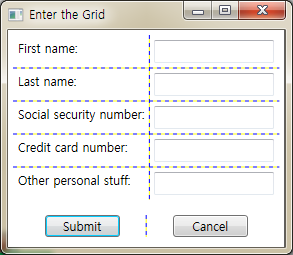 Enter the Grid
First name:
Last name:
Social security number:
Credit card number:
Other personal stuff:
Submit Cancel